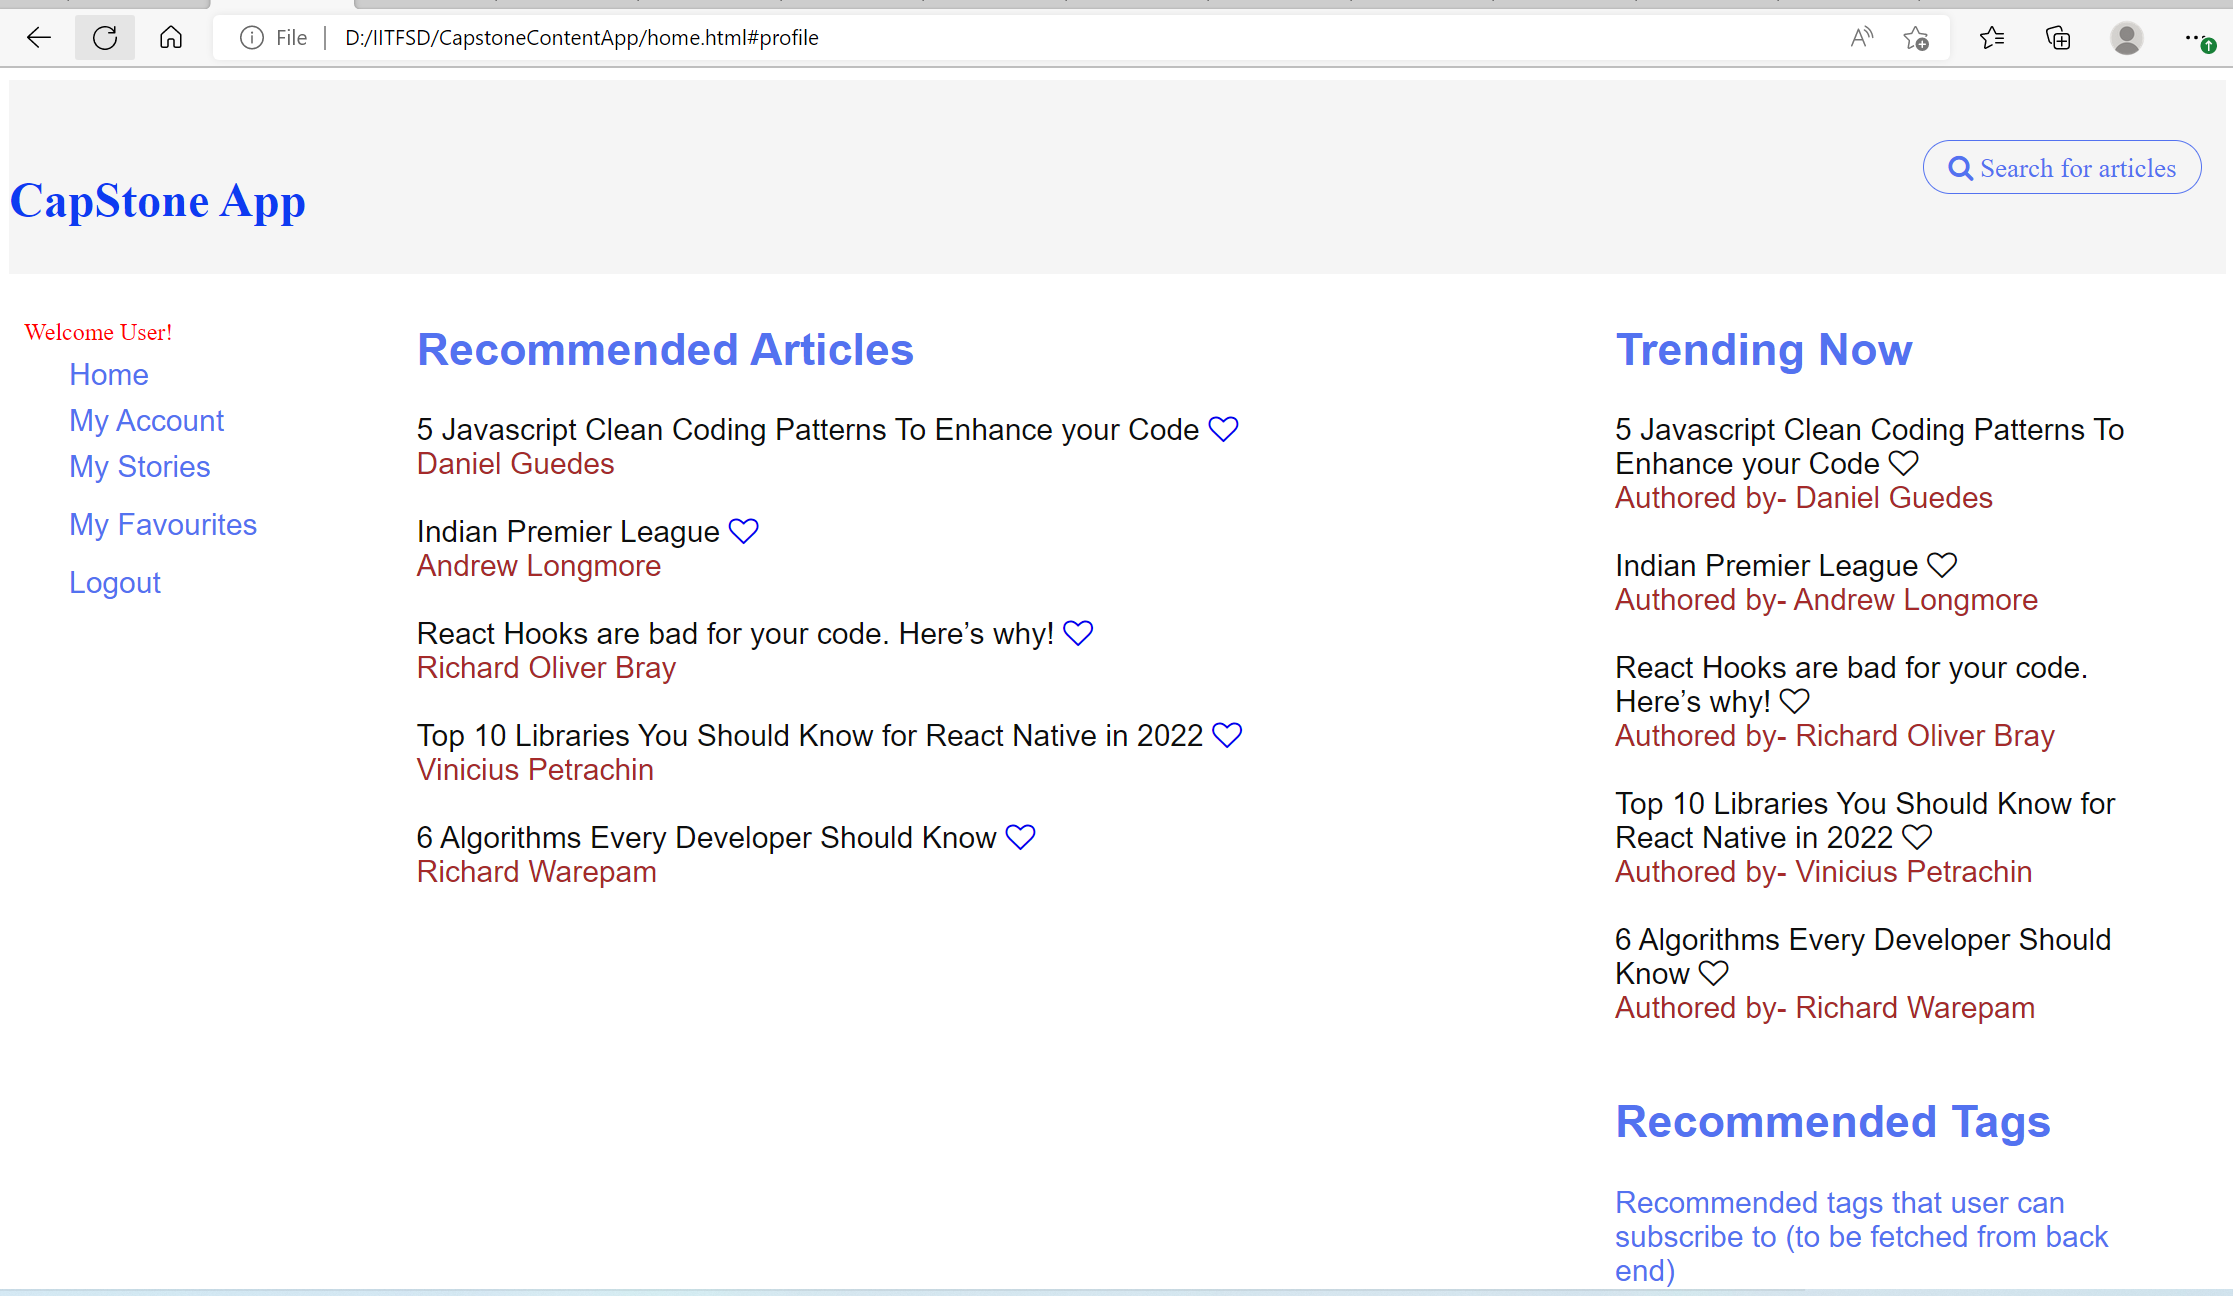 File
D:/IITFSD/CapstoneContentApp/home.html#profile
CapStone App
Search for articles
Welcome User!
Home
My Account
My Stories
My Favourites
Logout
Recommended Articles
5 Javascript Clean Coding Patterns To Enhance your Code
Daniel Guedes
Indian Premier League
Andrew Longmore
React Hooks are bad for your code. Here’s why!
Richard Oliver Bray
Top 10 Libraries You Should Know for React Native in 2022
Vinicius Petrachin
6 Algorithms Every Developer Should Know
Richard Warepam
Trending Now
5 Javascript Clean Coding Patterns To
Enhance your Code
Authored by- Daniel Guedes
Indian Premier League
Authored by- Andrew Longmore
React Hooks are bad for your code.
Here’s why!
Authored by- Richard Oliver Bray
Top 10 Libraries You Should Know for
React Native in 2022
Authored by- Vinicius Petrachin
6 Algorithms Every Developer Should
Know
Authored by- Richard Warepam
Recommended Tags
Recommended tags that user can
subscribe to (to be fetched from back
end)